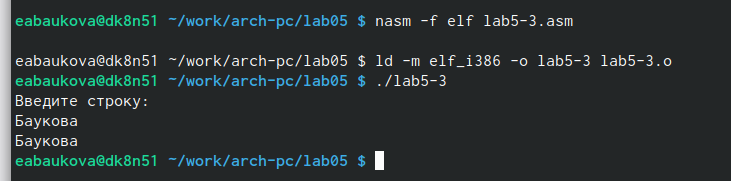 eabaukova@dk8n51 ~/work/arch-pc/lab05 $ nasm -f elf lab5-3.asm
eabaukova@dk8n51 ~/work/arch-pc/lab05 $ ld -m elf_i386 -o lab5-3 lab5-3.o
eabaukova@dk8n51 ~/work/arch-pc/lab05 $ ./lab5-3
Введите строку:
Баукова
Баукова
eabaukova@dk8n51 ~/work/arch-pc/lab05 $